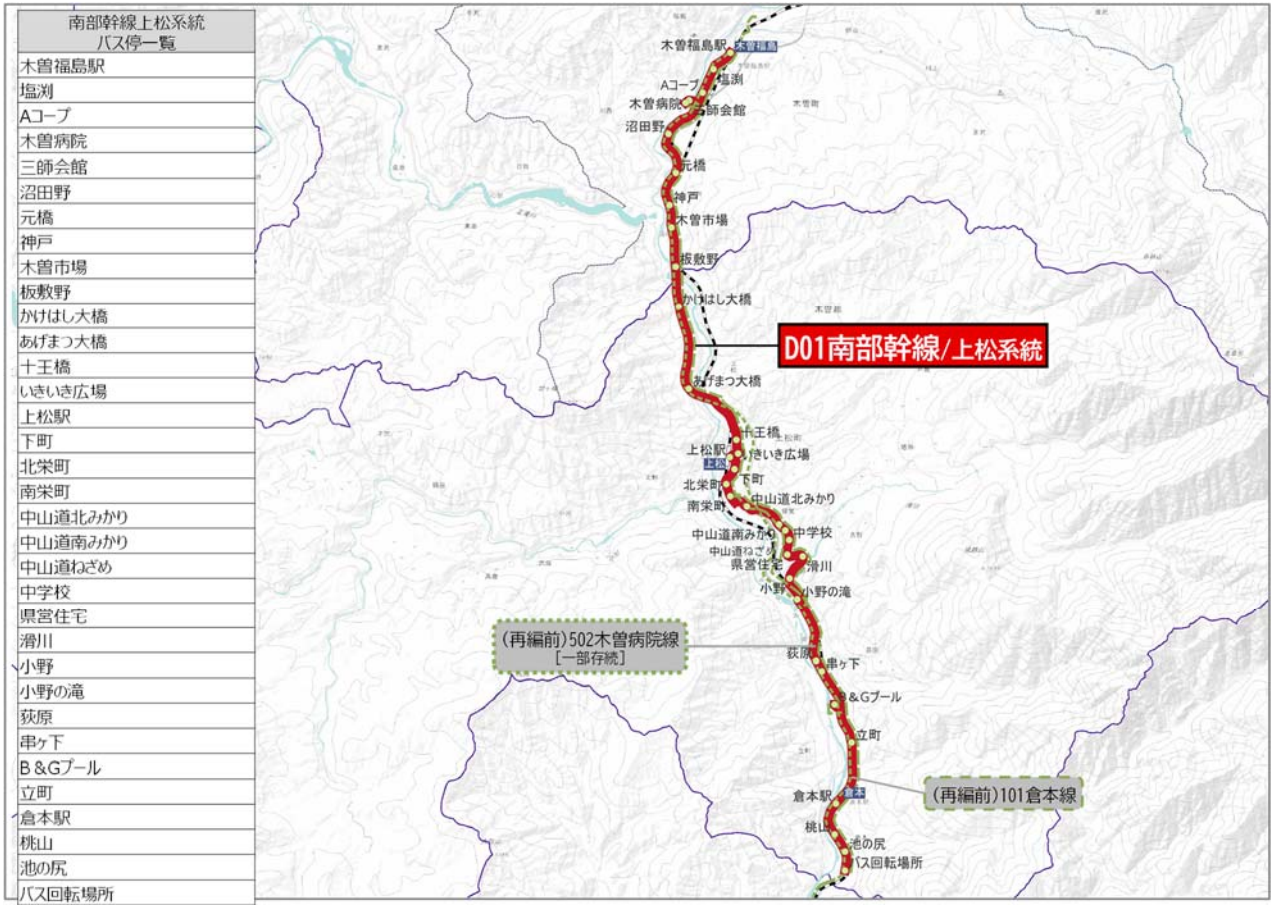 南部幹線上松系統
バス停一覧
木曽福島駅
塩渕
Aコープ
木曽病院
三師会館
沼田野
元橋
神戸
木曽市場
板敷野
かけはし大橋
あげまつ大橋
十王橋
いきいき広場
上松駅
下町
北栄町
南栄町
中山道北みかり
中山道南みかり
中山道ねざめ
中学校
県営住宅
滑川
小野
小野の滝
荻原
串ヶ下
B&Gプール
立町
倉本駅
桃山
池の尻
バス回転場所
木曽福島駅
木曽福島
塩渕
Aコープ
木曽病院
三師会館
沼田野
元橋
神戸
木曽市場
板敷野
かけはし大橋
D01南部幹線/上松系統
あげまつ大橋
十王橋
上松駅
いきいき広場
上松
下町
北栄町
南栄町
中山道北みかり
中山道南みかり
中学校
中山道ねざめ
県営住宅
滑川
小野
小野の滝
(再編前)502木曽病院線
[一部存続]
荻原
串ヶ下
B&Gプール
立町
(再編前)101倉本線
倉本駅
倉本
桃山
池の尻
バス回転場所